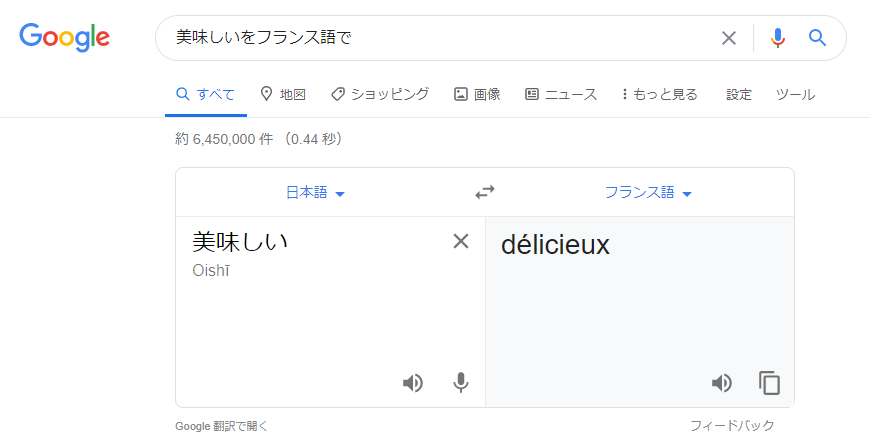 Google 美味しいをフランス語で
すべて 地図 ショッピング 画像 ニュース もっと見る 設定 ツール
約 6,450,000 件 （0.44 秒）
日本語 フランス語
美味しい délicieux
Oishī
Google 翻訳で開く フィードバック